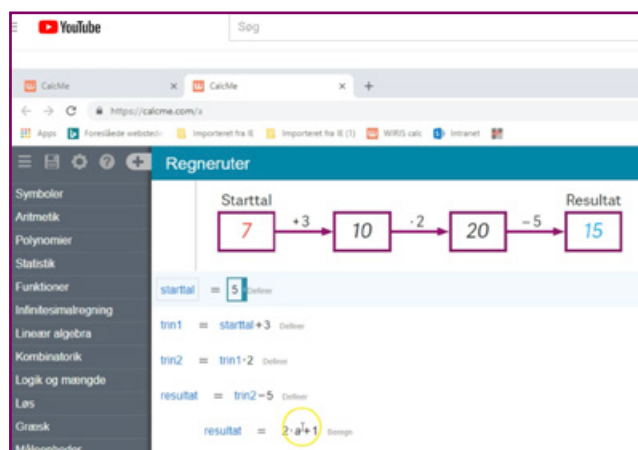 YouTube
Søg
CalcMe
CalcMe
https://calcme.com/a
Apps
Foreslåede websteder
Importeret fra IE
Importeret fra IE (1)
WIRIS calc
Intranet
Regneruter
Symboler
Aritmetik
Polynomier
Statistik
Funktioner
Infinitesimalregning
Lineær algebra
Kombinatorik
Logik og mængde
Løs
Græsk
Måleenheder
Starttal
Resultat
7 +3 10 ·2 20 −5 15
starttal = 5 Definer
trin1 = starttal+3 Definer
trin2 = trin1·2 Definer
resultat = trin2−5 Definer
resultat = 2·a+1 Beregn